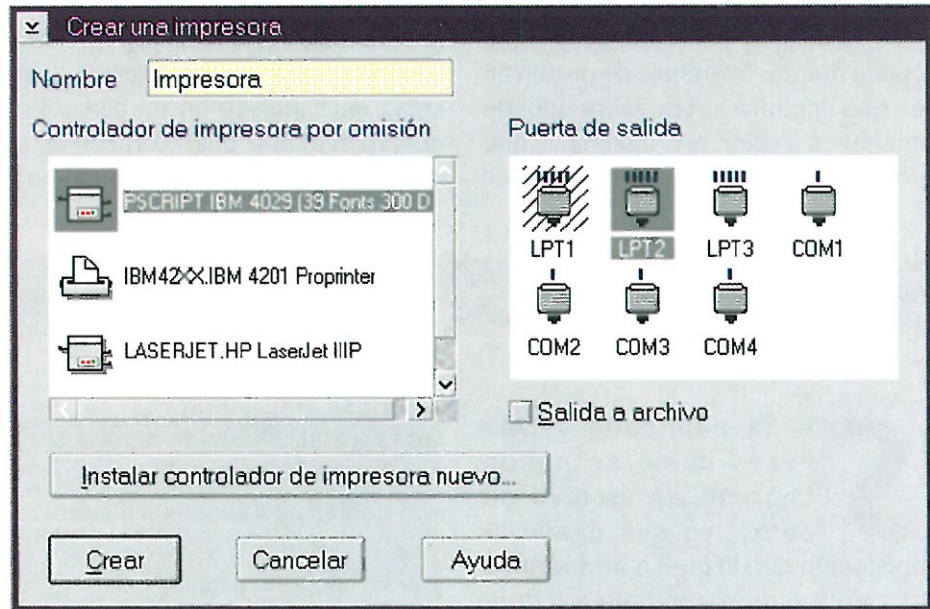 Crear una impresora
Nombre Impresora
Controlador de impresora por omisión
PSCRIPT IBM 4029 (39 Fonts 300 D
IBM42XX.IBM 4201 Proprinter
LASERJET.HP LaserJet IIIP
Puerta de salida
LPT1 LPT2 LPT3 COM1
COM2 COM3 COM4
Salida a archivo
Instalar controlador de impresora nuevo...
Crear Cancelar Ayuda